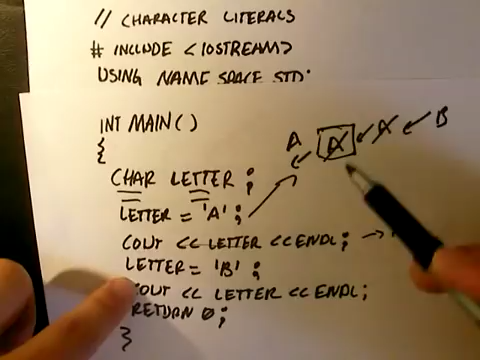 // CHARACTER LITERALS
# INCLUDE <IOSTREAM>
USING NAMESPACE STD;
INT MAIN()
{
CHAR LETTER ;
LETTER = 'A' ;
COUT << LETTER << ENDL ; →
LETTER = 'B' ;
COUT << LETTER << ENDL;
RETURN 0;
}
A
B